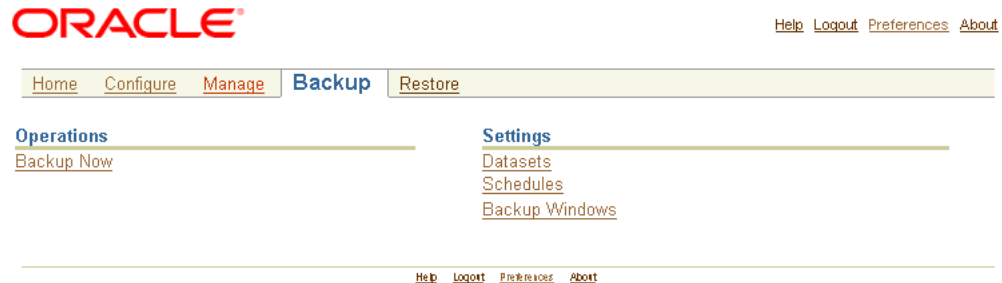 ORACLE
Help Logout Preferences About
Home Configure Manage Backup Restore
Operations
Backup Now
Settings
Datasets
Schedules
Backup Windows
Help Logout Preferences About